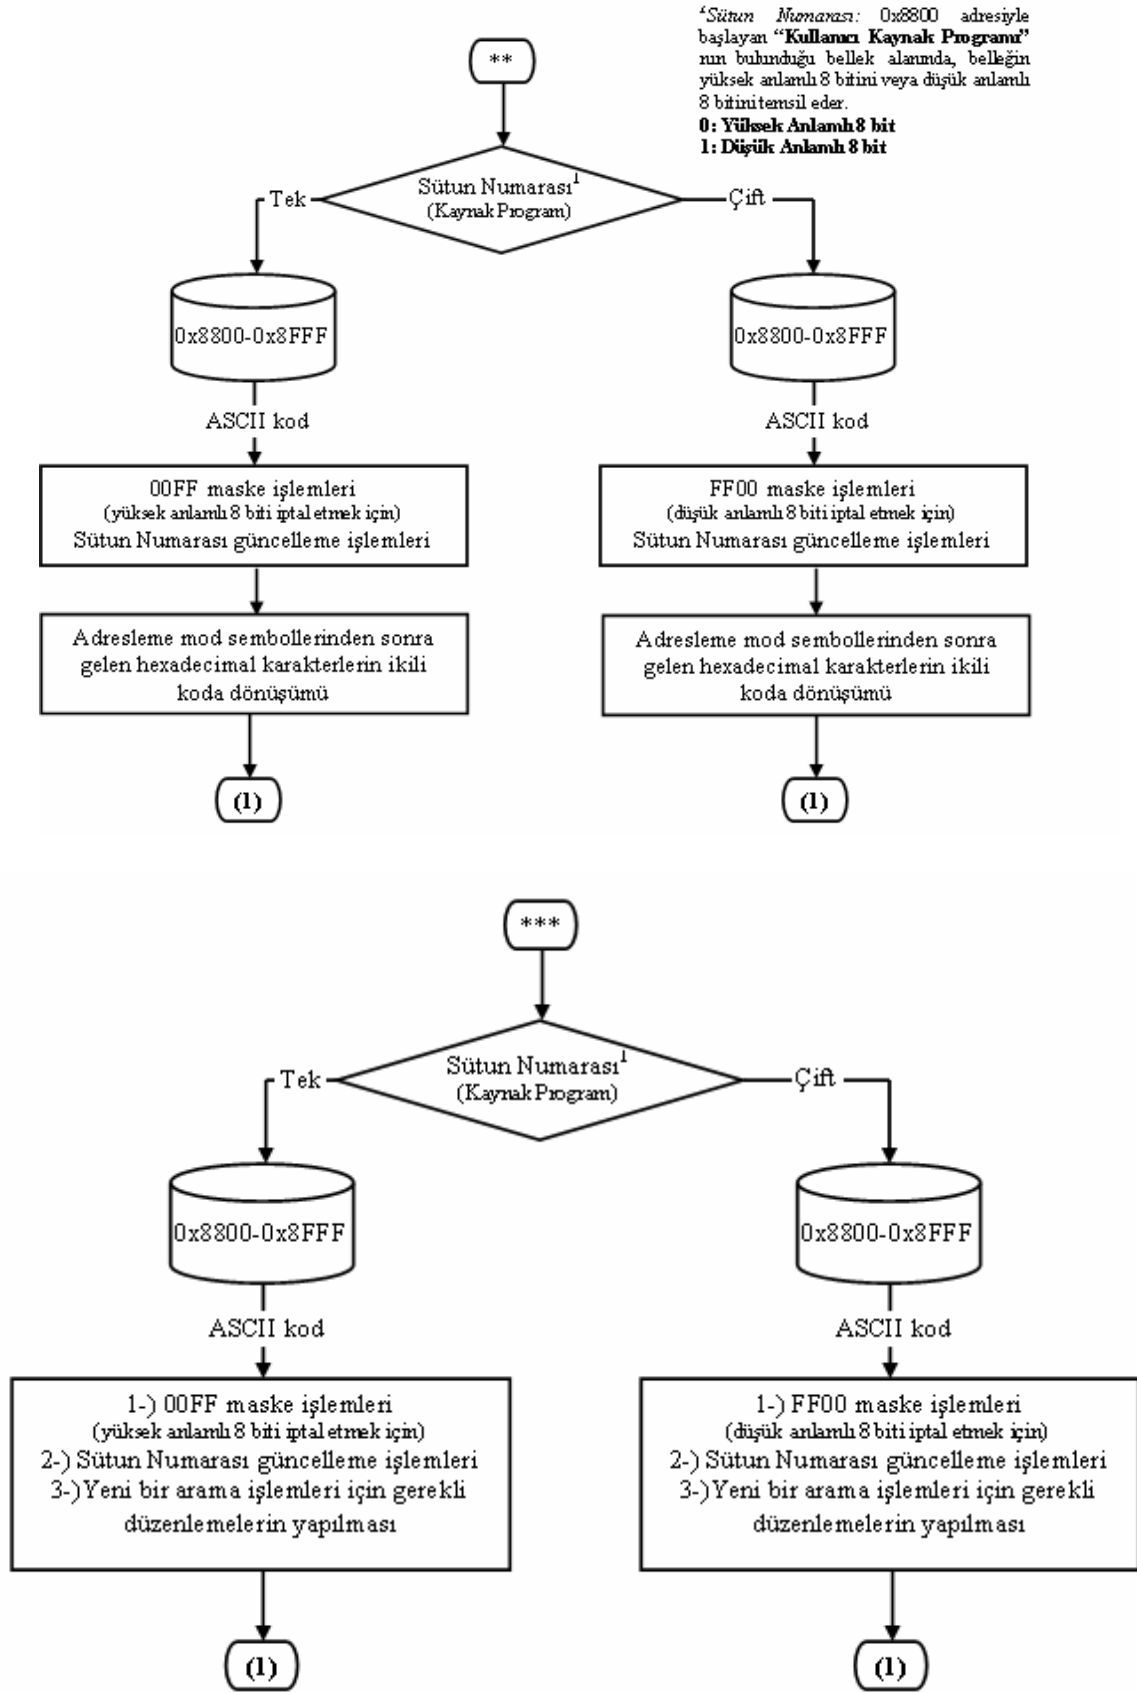 ¹Sütun Numarası: 0x8800 adresiyle
başlayan “Kullanıcı Kaynak Programı”
nın bulunduğu bellek alanında, belleğin
yüksek anlamlı 8 bitini veya düşük anlamlı
8 bitini temsil eder.
0: Yüksek Anlamlı 8 bit
1: Düşük Anlamlı 8 bit
**
Sütun Numarası¹
(Kaynak Program)
Tek
Çift
0x8800-0x8FFF
0x8800-0x8FFF
ASCII kod
ASCII kod
00FF maske işlemleri
(yüksek anlamlı 8 biti iptal etmek için)
Sütun Numarası güncelleme işlemleri
FF00 maske işlemleri
(düşük anlamlı 8 biti iptal etmek için)
Sütun Numarası güncelleme işlemleri
Adresleme mod sembollerinden sonra
gelen hexadecimal karakterlerin ikili
koda dönüşümü
Adresleme mod sembollerinden sonra
gelen hexadecimal karakterlerin ikili
koda dönüşümü
(1)
(1)
***
Sütun Numarası¹
(Kaynak Program)
Tek
Çift
0x8800-0x8FFF
0x8800-0x8FFF
ASCII kod
ASCII kod
1-) 00FF maske işlemleri
(yüksek anlamlı 8 biti iptal etmek için)
2-) Sütun Numarası güncelleme işlemleri
3-) Yeni bir arama işlemleri için gerekli
düzenlemelerin yapılması
1-) FF00 maske işlemleri
(düşük anlamlı 8 biti iptal etmek için)
2-) Sütun Numarası güncelleme işlemleri
3-) Yeni bir arama işlemleri için gerekli
düzenlemelerin yapılması
(1)
(1)